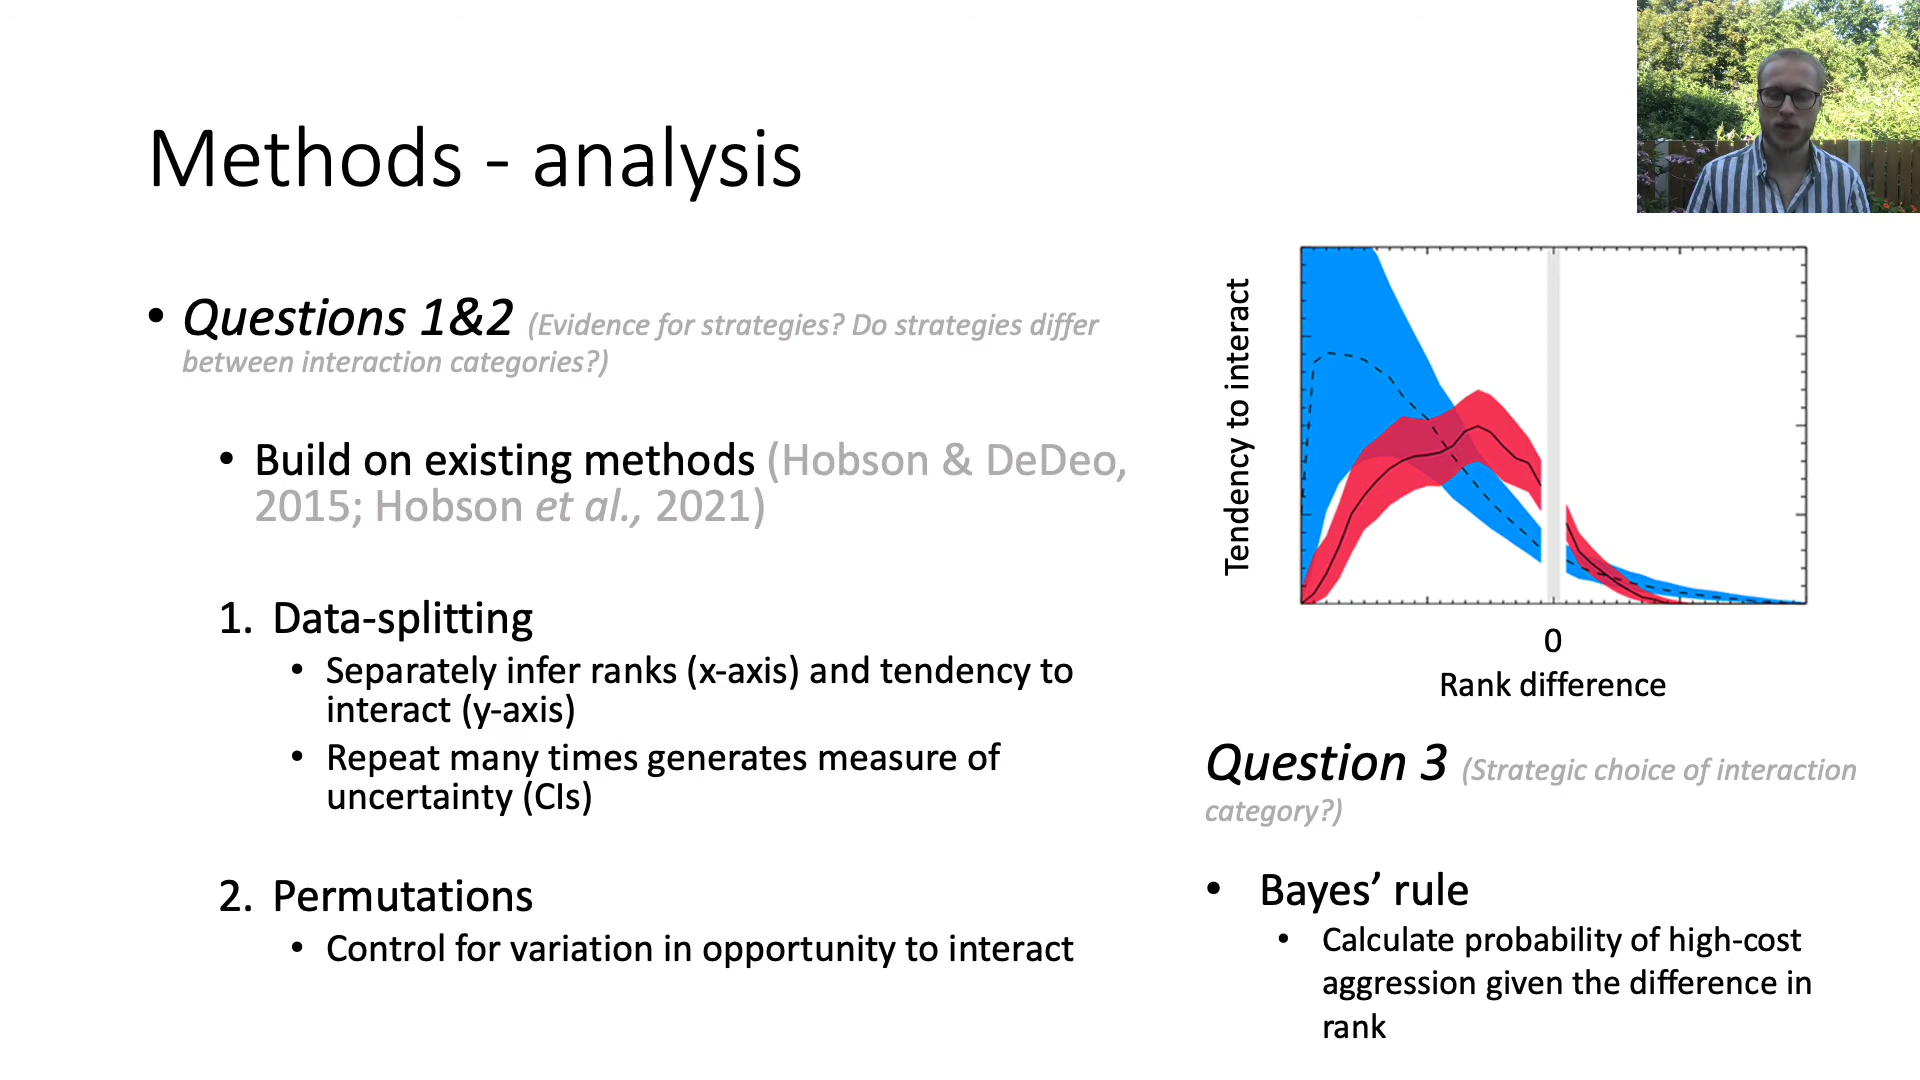 Methods - analysis
• Questions 1&2 (Evidence for strategies? Do strategies differ
between interaction categories?)
• Build on existing methods (Hobson & DeDeo,
2015; Hobson et al., 2021)
1. Data-splitting
• Separately infer ranks (x-axis) and tendency to
interact (y-axis)
• Repeat many times generates measure of
uncertainty (CIs)
2. Permutations
• Control for variation in opportunity to interact
Tendency to interact
0
Rank difference
Question 3 (Strategic choice of interaction
category?)
• Bayes’ rule
• Calculate probability of high-cost
aggression given the difference in
rank